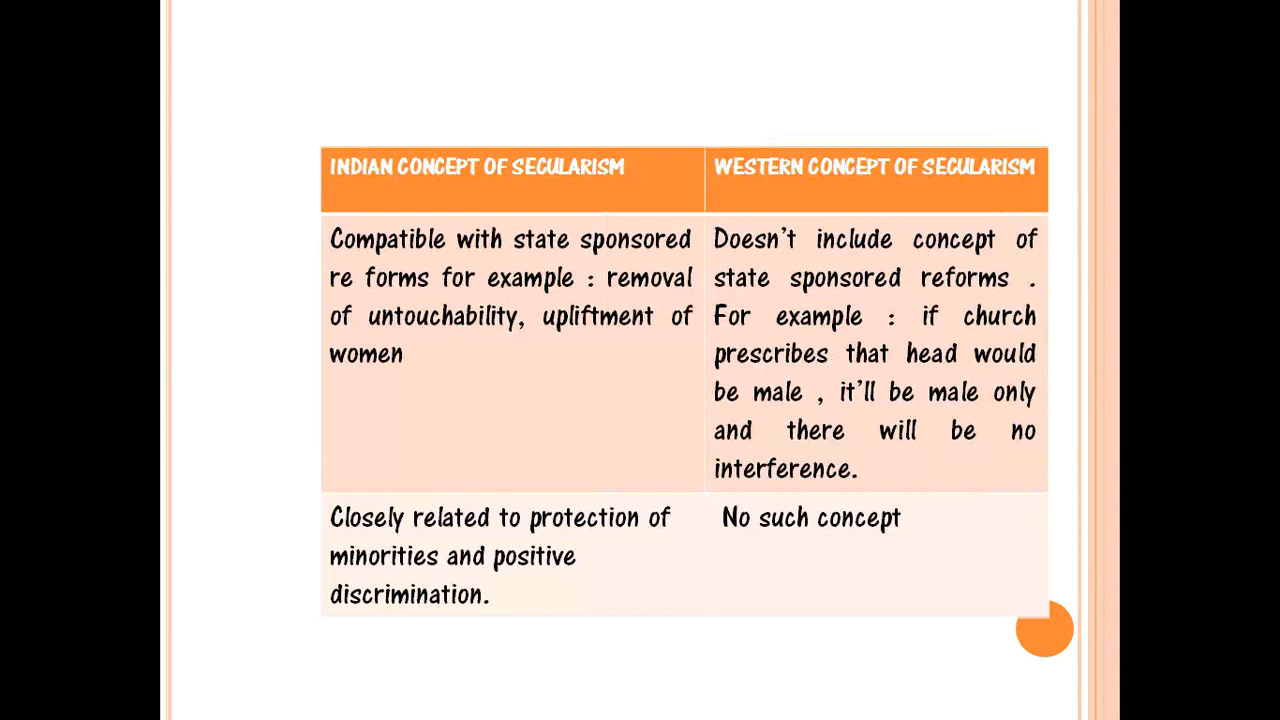 INDIAN CONCEPT OF SECULARISM
WESTERN CONCEPT OF SECULARISM
Compatible with state sponsored
re forms for example : removal
of untouchability, upliftment of
women
Doesn't include concept of
state sponsored reforms .
For example : if church
prescribes that head would
be male , it'll be male only
and there will be no
interference.
Closely related to protection of
minorities and positive
discrimination.
No such concept